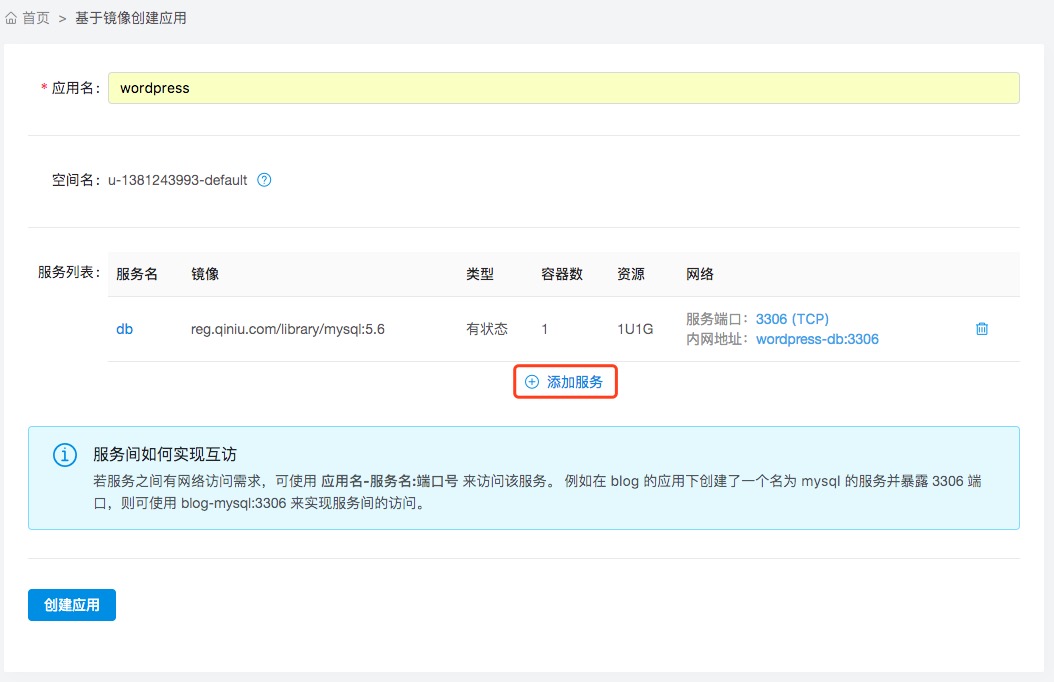 首页 > 基于镜像创建应用
* 应用名: wordpress
空间名: u-1381243993-default ?
服务列表: 服务名 镜像 类型 容器数 资源 网络
db reg.qiniu.com/library/mysql:5.6 有状态 1 1U1G 服务端口: 3306 (TCP)
内网地址: wordpress-db:3306
添加服务
服务间如何实现互访
若服务之间有网络访问需求，可使用 应用名-服务名:端口号 来访问该服务。 例如在 blog 的应用下创建了一个名为 mysql 的服务并暴露 3306 端
口，则可使用 blog-mysql:3306 来实现服务间的访问。
创建应用